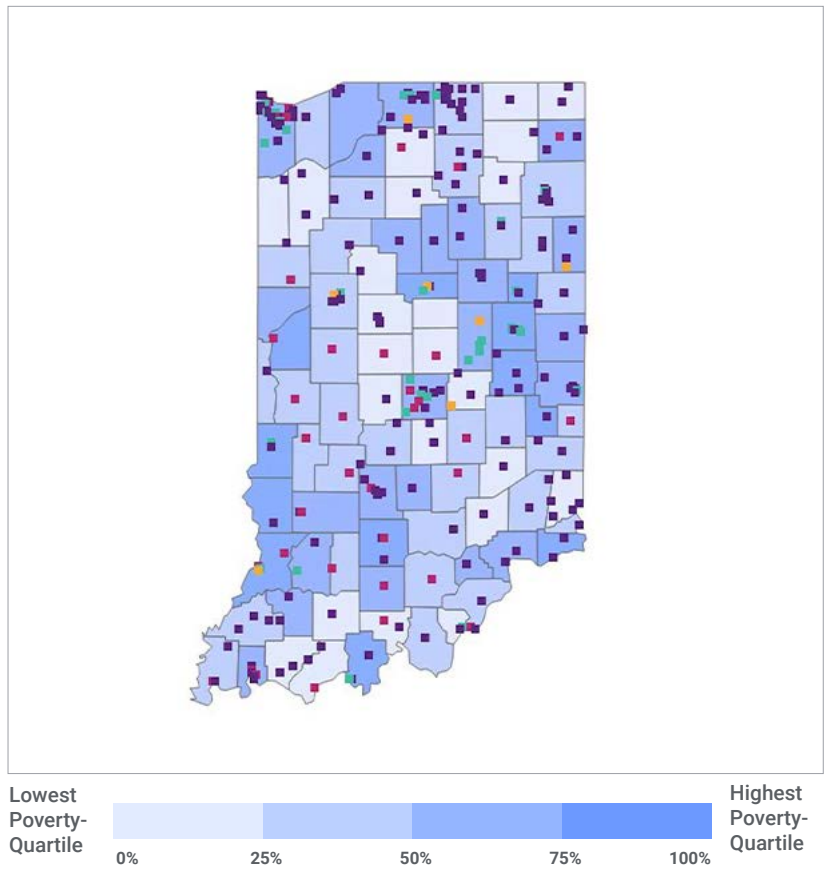 Lowest
Poverty-
Quartile
Highest
Poverty-
Quartile
0%
25%
50%
75%
100%